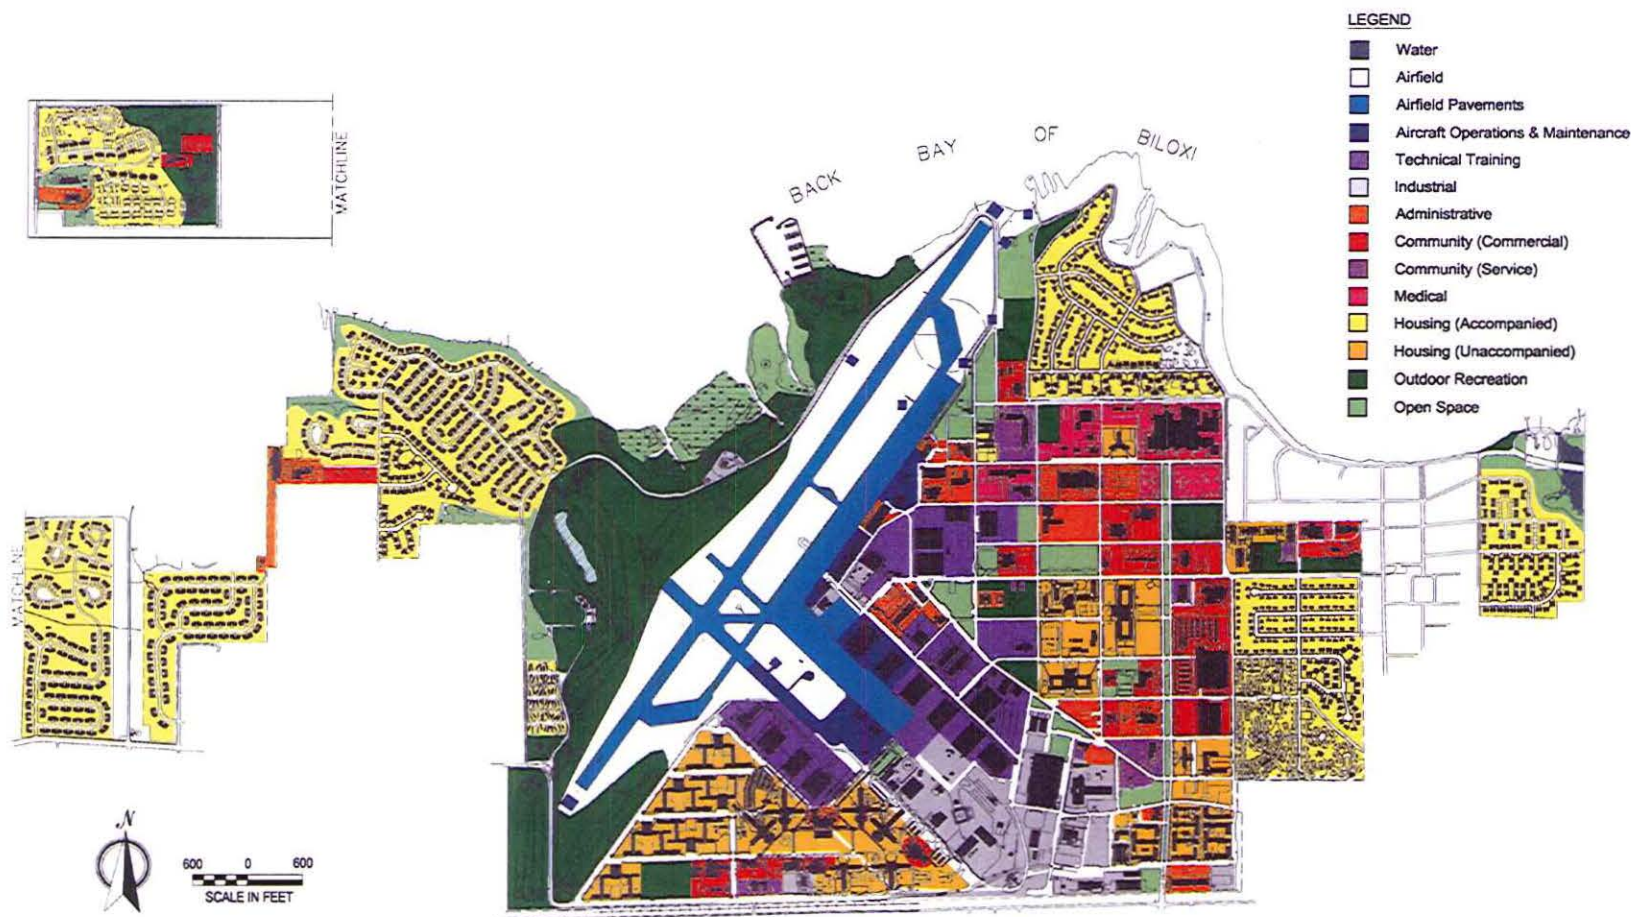 LEGEND
Water
Airfield
Airfield Pavements
Aircraft Operations & Maintenance
Technical Training
Industrial
Administrative
Community (Commercial)
Community (Service)
Medical
Housing (Accompanied)
Housing (Unaccompanied)
Outdoor Recreation
Open Space
BACK BAY OF BILOXI
MATCHLINE
MATCHLINE
N
600 0 600
SCALE IN FEET